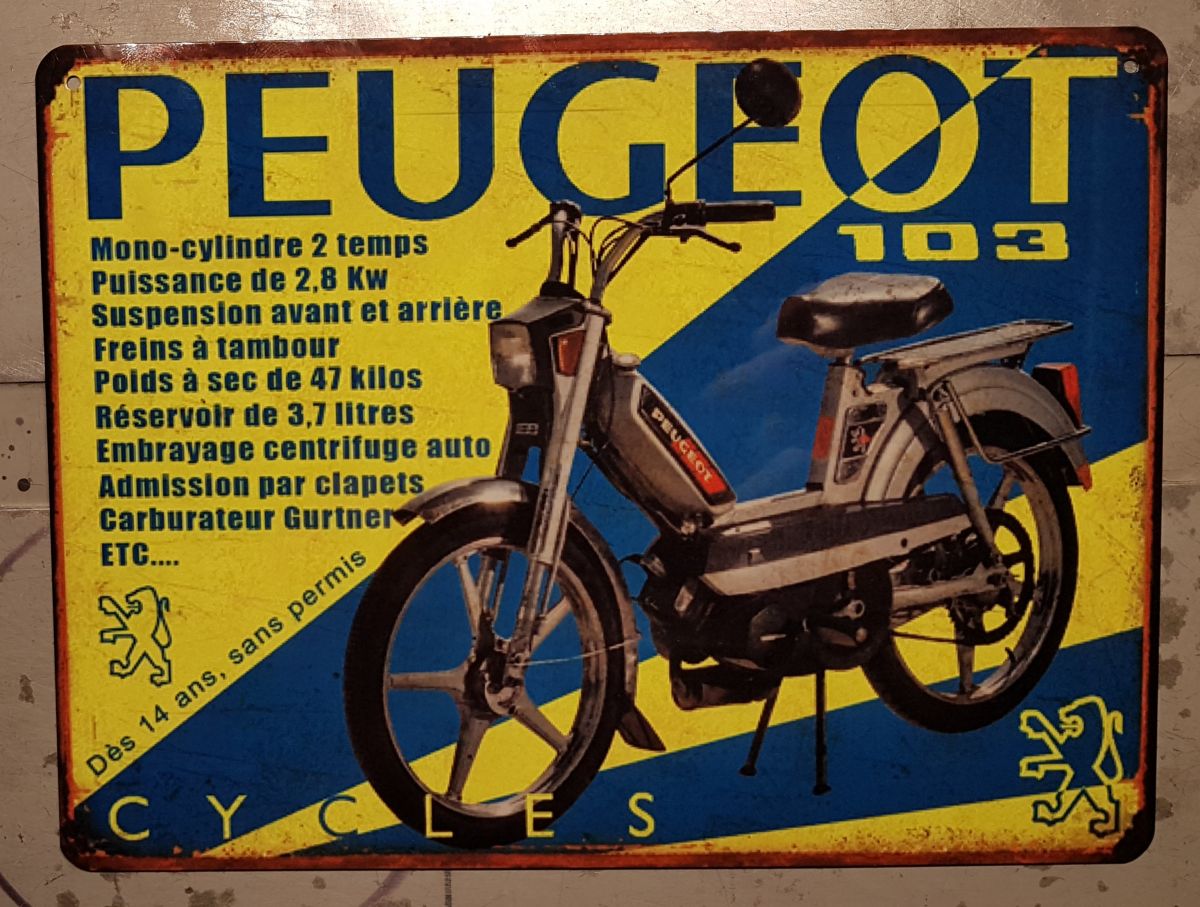 PEUGEOT
103
Mono-cylindre 2 temps
Puissance de 2,8 Kw
Suspension avant et arrière
Freins à tambour
Poids à sec de 47 kilos
Réservoir de 3,7 litres
Embrayage centrifuge auto
Admission par clapets
Carburateur Gurtner
ETC....
PEUGEOT
Dès 14 ans, sans permis
CYCLES